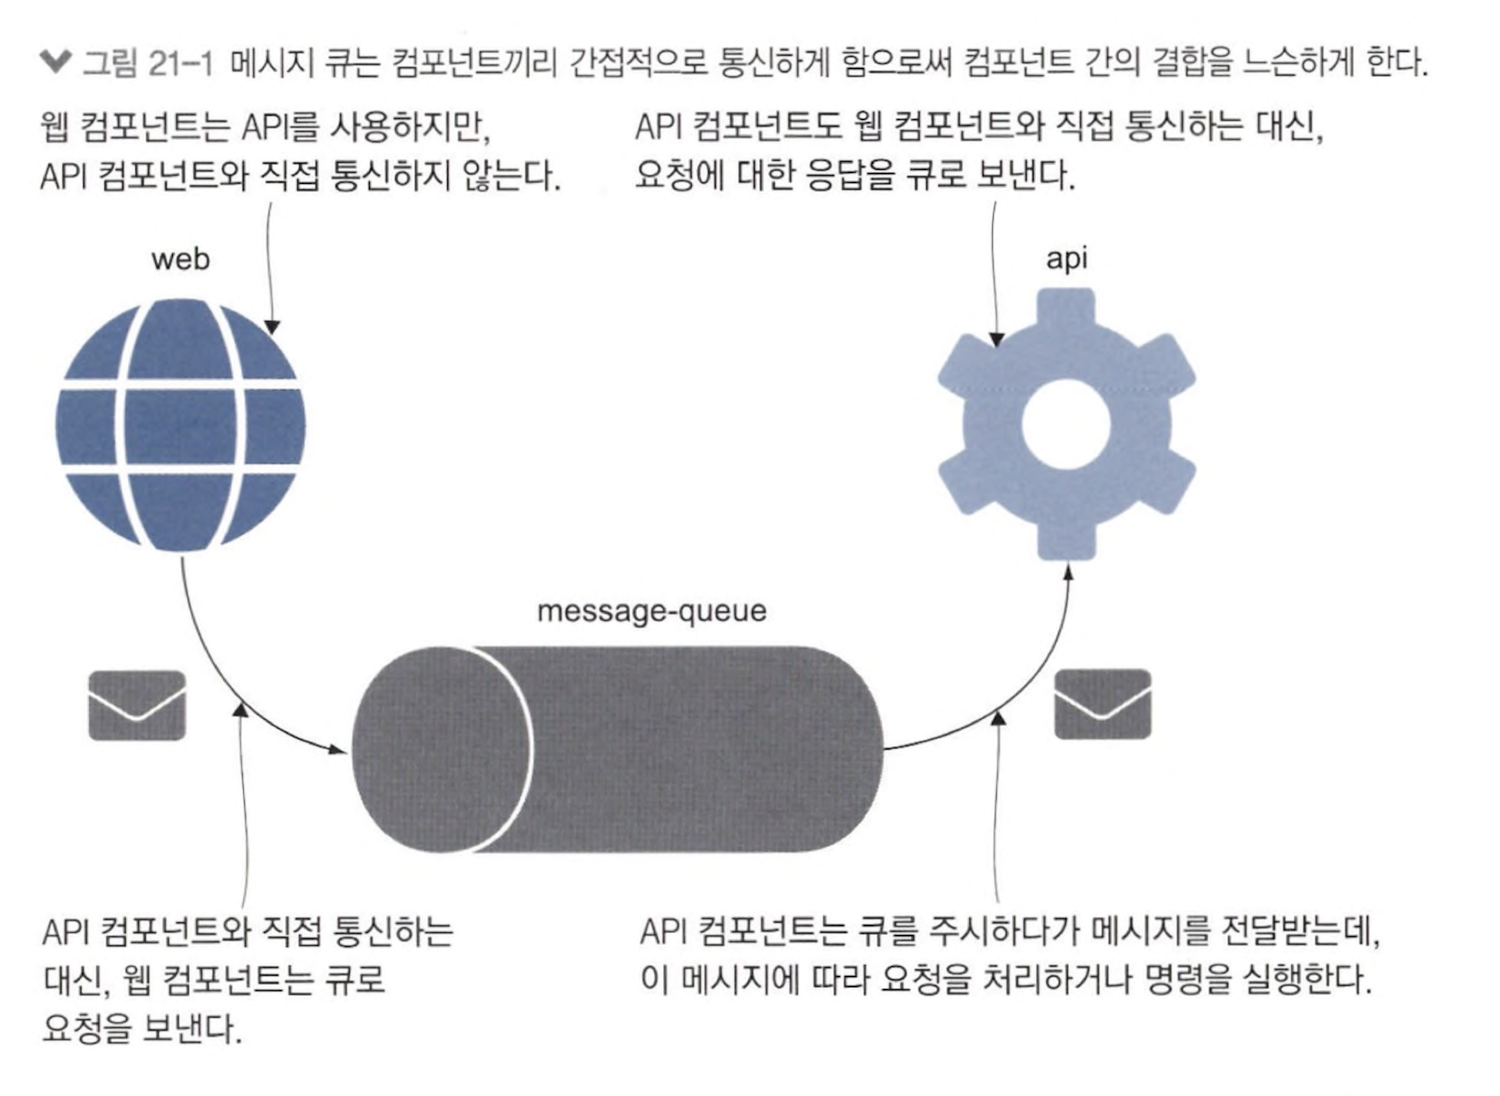 그림 21-1 메시지 큐는 컴포넌트끼리 간접적으로 통신하게 함으로써 컴포넌트 간의 결합을 느슨하게 한다.
웹 컴포넌트는 API를 사용하지만,
API 컴포넌트와 직접 통신하지 않는다.
API 컴포넌트도 웹 컴포넌트와 직접 통신하는 대신,
요청에 대한 응답을 큐로 보낸다.
web
api
message-queue
API 컴포넌트와 직접 통신하는
대신, 웹 컴포넌트는 큐로
요청을 보낸다.
API 컴포넌트는 큐를 주시하다가 메시지를 전달받는데,
이 메시지에 따라 요청을 처리하거나 명령을 실행한다.